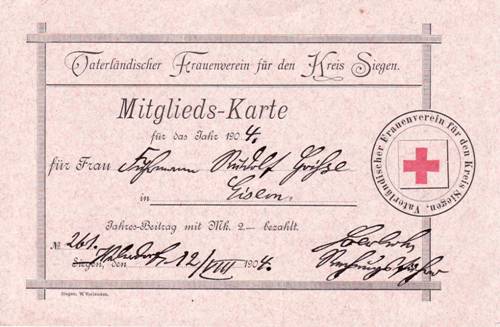 Vaterländischer Frauenverein für den Kreis Siegen.
Mitglieds-Karte
für das Jahr 1904.
für Frau Fuhrmann Rudolf
in Eisern.
Jahres-Beitrag mit Mk. 2.— bezahlt.
№ 261.
Siegen, den 12/VIII 1904.
Vaterländischer Frauenverein für den Kreis Siegen.
Siegen, W. Vorländer.